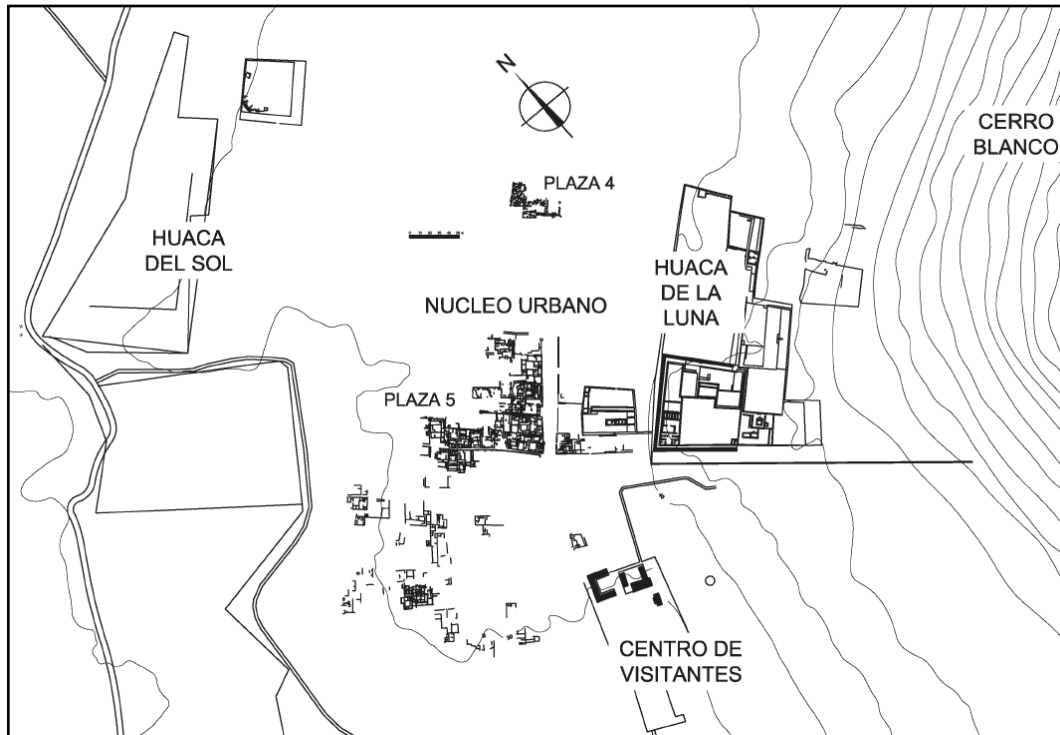 N
CERRO
BLANCO
PLAZA 4
HUACA
DEL SOL
HUACA
DE LA
LUNA
NUCLEO URBANO
PLAZA 5
CENTRO DE
VISITANTES